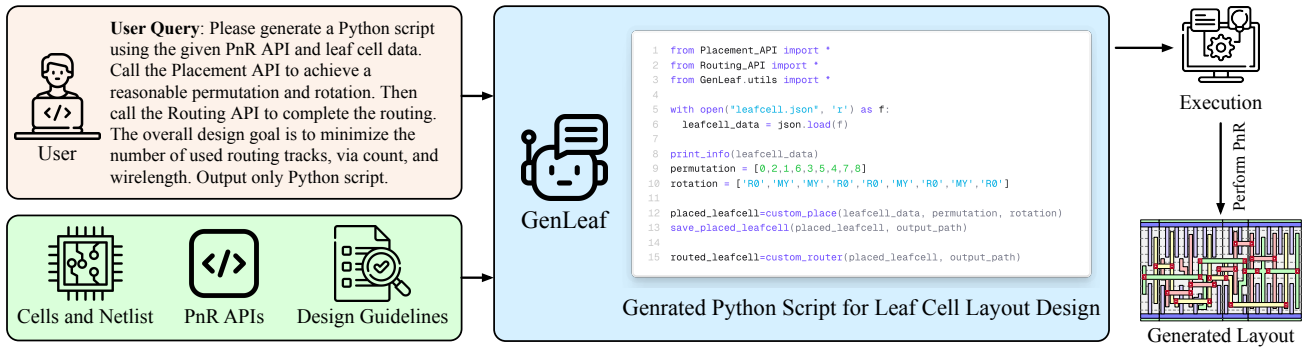 User Query: Please generate a Python script
using the given PnR API and leaf cell data.
Call the Placement API to achieve a
reasonable permutation and rotation. Then
call the Routing API to complete the routing.
The overall design goal is to minimize the
number of used routing tracks, via count, and
wirelength. Output only Python script.
User
Cells and Netlist
PnR APIs
Design Guidelines
GenLeaf
1 from Placement_API import *
2 from Routing_API import *
3 from GenLeaf.utils import *
4
5 with open("leafcell.json", 'r') as f:
6 leafcell_data = json.load(f)
7
8 print_info(leafcell_data)
9 permutation = [0,2,1,6,3,5,4,7,8]
10 rotation = ['R0','MY','MY','R0','R0','MY','R0','MY','R0']
11
12 placed_leafcell=custom_place(leafcell_data, permutation, rotation)
13 save_placed_leafcell(placed_leafcell, output_path)
14
15 routed_leafcell=custom_router(placed_leafcell, output_path)
Genrated Python Script for Leaf Cell Layout Design
Execution
Perform PnR
Generated Layout